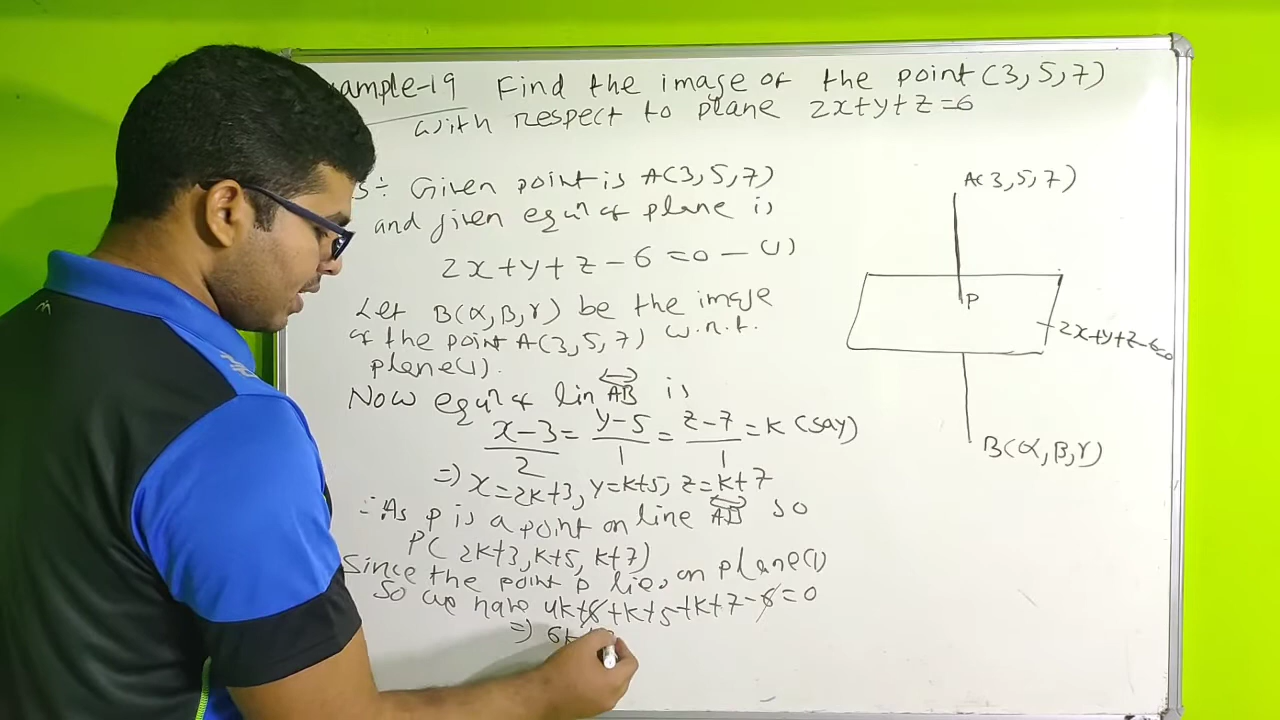 ample-19 Find the image of the point (3, 5, 7)
with respect to plane 2x+y+z=6
s÷ Given point is A(3, 5, 7)
and given equn of plane is
2x+y+z-6=0 — (1)
Let B(α, β, γ) be the image
of the point A(3, 5, 7) w.r.t.
plane(1).
Now equn of lin AB is
x-3/2 = y-5/1 = z-7/1 = K (say)
=) x=2k+3, y=k+5, z=k+7
∴ As p is a point on line AB so
P( 2k+3, k+5, k+7)
Since the point p lies on plane(1)
So we have 4k+6+k+5+k+7-6=0
=) 6k+
A(3, 5, 7)
P
2x+y+z-6=0
B(α, β, γ)